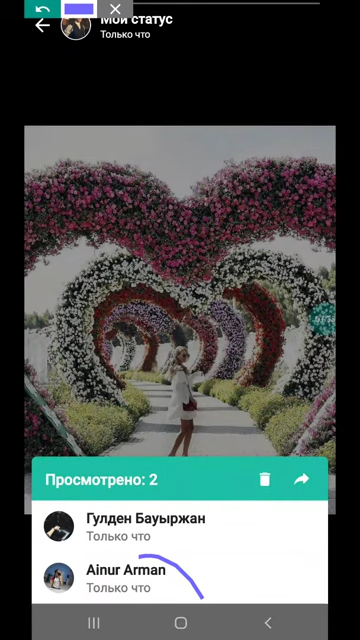 Мой статус
Только что
Просмотрено: 2
Гулден Бауыржан
Только что
Ainur Arman
Только что